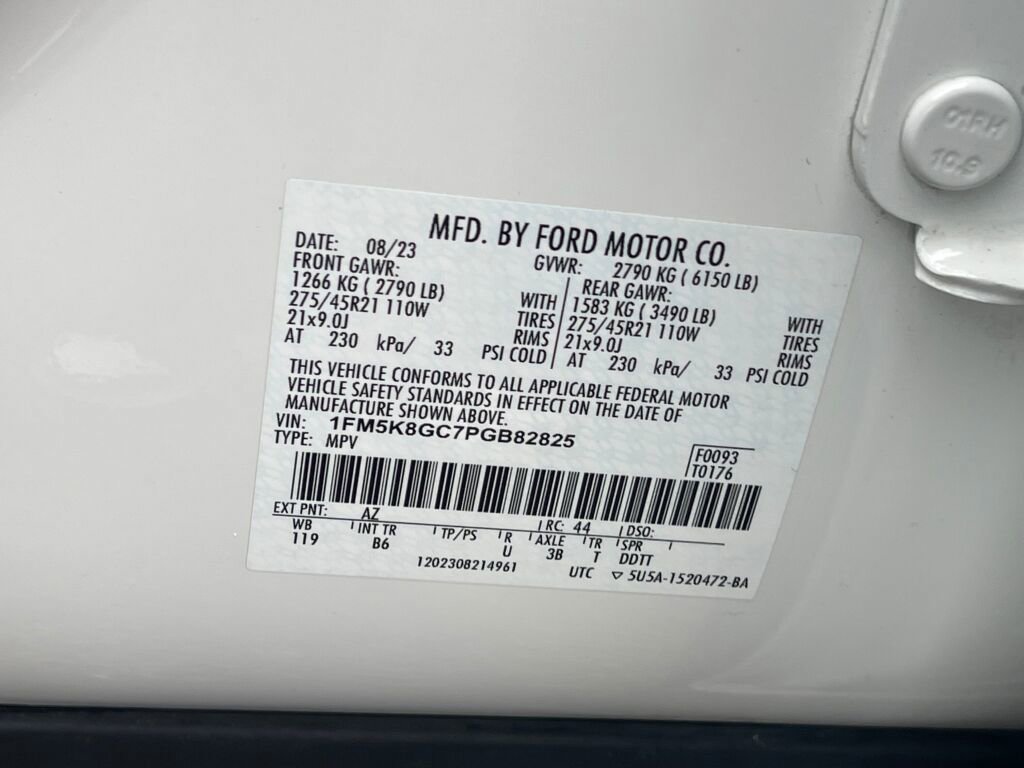 01RH
10.9
MFD. BY FORD MOTOR CO.
DATE: 08/23 GVWR: 2790 KG ( 6150 LB)
FRONT GAWR: REAR GAWR:
1266 KG ( 2790 LB) WITH 1583 KG ( 3490 LB) WITH
275/45R21 110W TIRES 275/45R21 110W TIRES
21x9.0J RIMS 21x9.0J RIMS
AT 230 kPa/ 33 PSI COLD AT 230 kPa/ 33 PSI COLD
THIS VEHICLE CONFORMS TO ALL APPLICABLE FEDERAL MOTOR
VEHICLE SAFETY STANDARDS IN EFFECT ON THE DATE OF
MANUFACTURE SHOWN ABOVE.
VIN: 1FM5K8GC7PGB82825
TYPE: MPV F0093
T0176
EXT PNT: AZ RC: 44 DSO:
WB INT TR TP/PS R AXLE TR SPR
119 B6 U 3B T DDTT
1202308214961 UTC ▽ 5U5A-1520472-BA